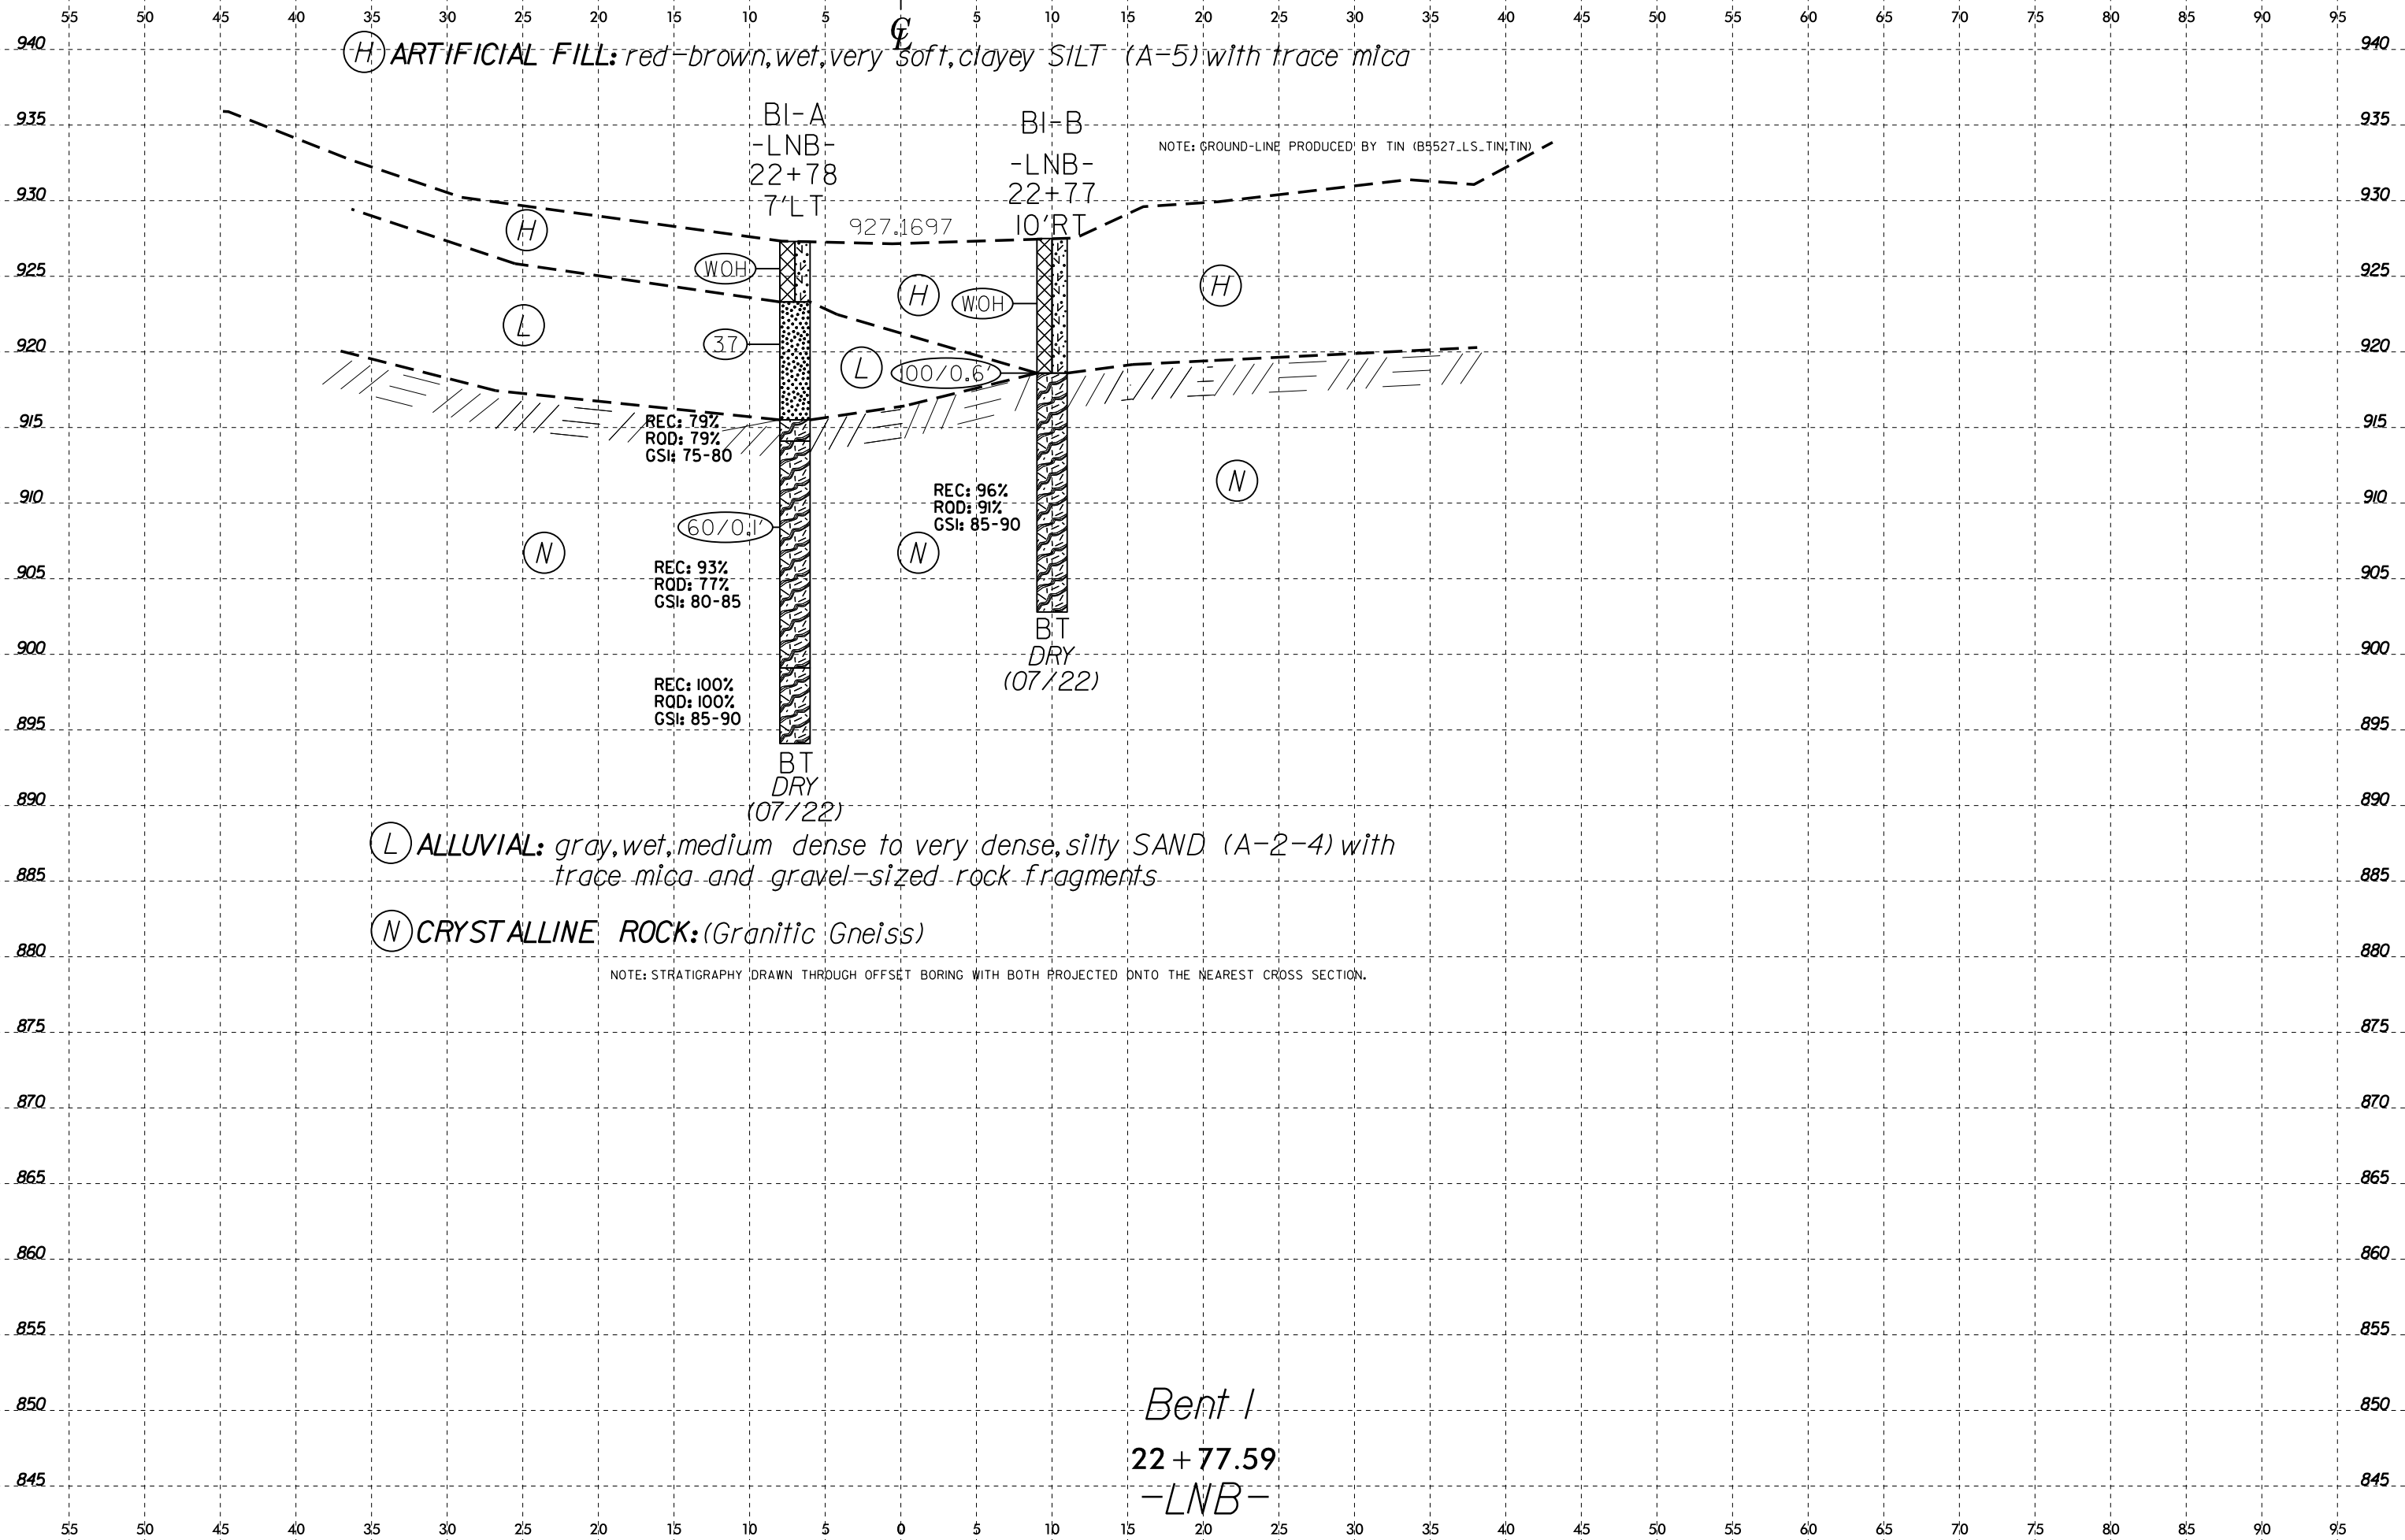 55 50 45 40 35 30 25 20 15 10 5 ℄ 5 10 15 20 25 30 35 40 45 50 55 60 65 70 75 80 85 90 95
940 940
(H) ARTIFICIAL FILL: red-brown, wet, very soft, clayey SILT (A-5) with trace mica
935 935
B1-A
-LNB-
22+78
7'LT
B1-B
-LNB-
22+77
10'RT
NOTE: GROUND-LINE PRODUCED BY TIN (B5527_LS_TIN.TIN)
930 930
927.1697
H
925 925
WOH
H
WOH
H
L
920 920
37
L
100/0.6'
915 915
REC: 79%
RQD: 79%
GSI: 75-80
910 910
REC: 96%
RQD: 91%
GSI: 85-90
N
60/0.1'
N
N
905 905
REC: 93%
RQD: 77%
GSI: 80-85
BT
DRY
(07/22)
900 900
REC: 100%
RQD: 100%
GSI: 85-90
895 895
BT
DRY
(07/22)
890 890
(L) ALLUVIAL: gray, wet, medium dense to very dense, silty SAND (A-2-4) with
trace mica and gravel-sized rock fragments
885 885
(N) CRYSTALLINE ROCK: (Granitic Gneiss)
880 880
NOTE: STRATIGRAPHY DRAWN THROUGH OFFSET BORING WITH BOTH PROJECTED ONTO THE NEAREST CROSS SECTION.
875 875
870 870
865 865
860 860
855 855
850 850
Bent 1
22+77.59
-LNB-
845 845
55 50 45 40 35 30 25 20 15 10 5 0 5 10 15 20 25 30 35 40 45 50 55 60 65 70 75 80 85 90 95